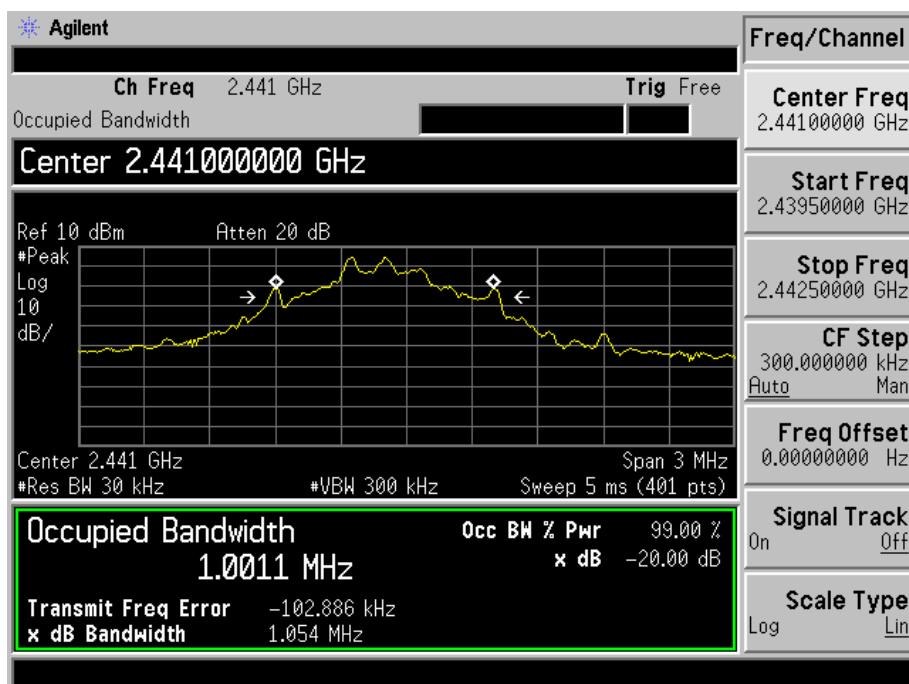 Agilent
Freq/Channel
Ch Freq 2.441 GHz Trig Free
Occupied Bandwidth
Center 2.441000000 GHz
Ref 10 dBm Atten 20 dB
#Peak
Log
10
dB/
Center 2.441 GHz Span 3 MHz
#Res BW 30 kHz #VBW 300 kHz Sweep 5 ms (401 pts)
Occupied Bandwidth Occ BW % Pwr 99.00 %
1.0011 MHz x dB -20.00 dB
Transmit Freq Error -102.886 kHz
x dB Bandwidth 1.054 MHz
Center Freq
2.44100000 GHz
Start Freq
2.43950000 GHz
Stop Freq
2.44250000 GHz
CF Step
300.000000 kHz
Auto Man
Freq Offset
0.00000000 Hz
Signal Track
On Off
Scale Type
Log Lin